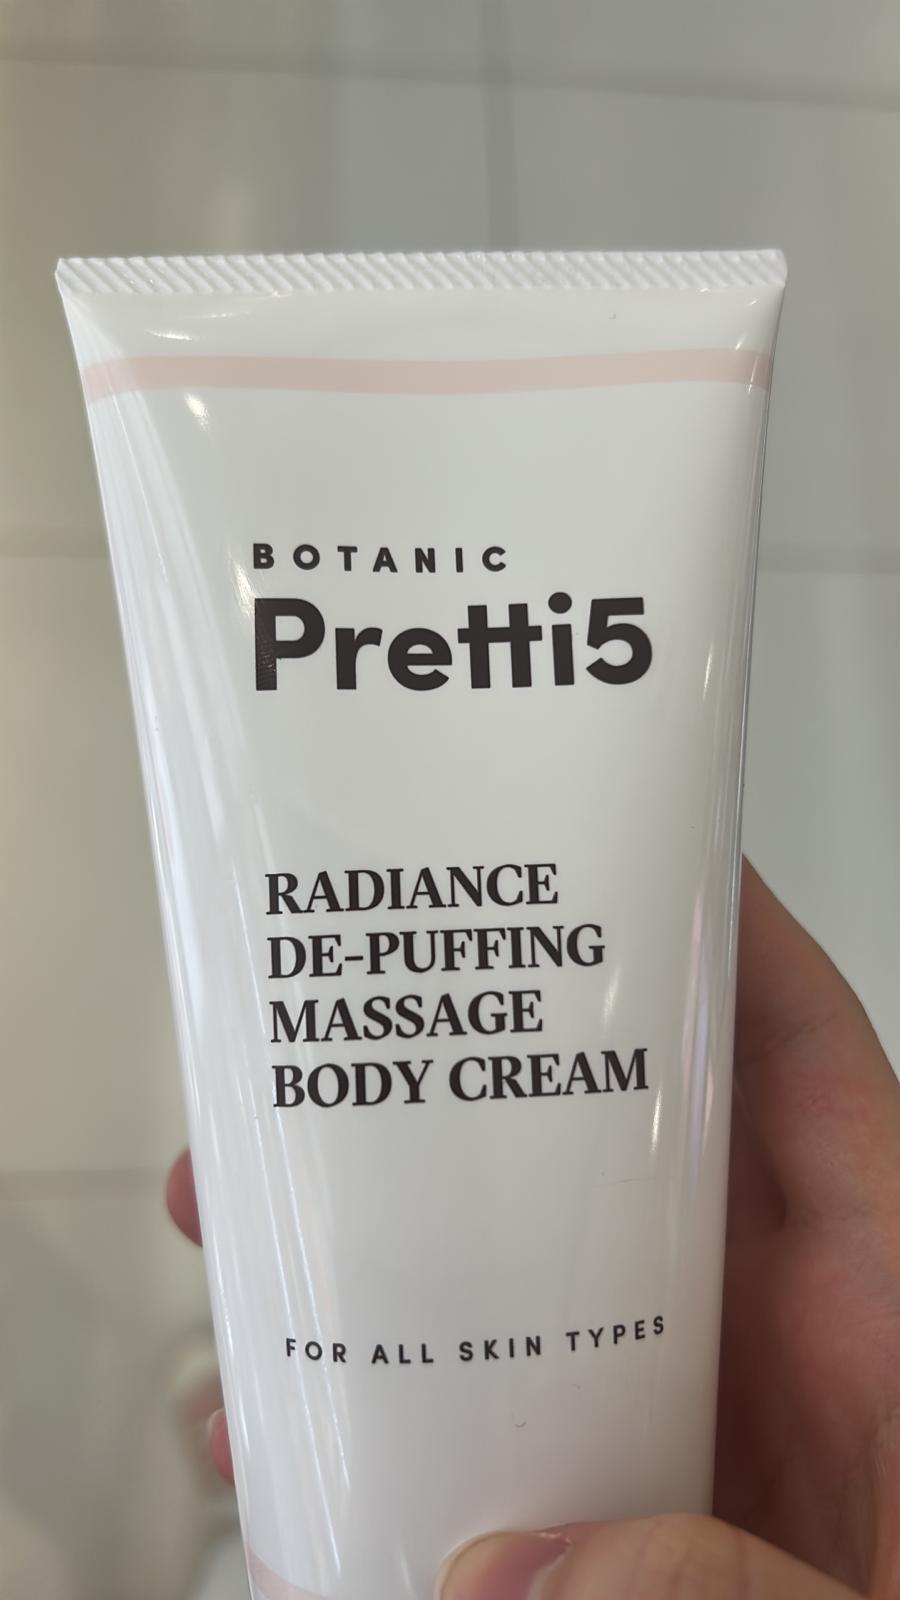 BOTANIC
Pretti5
RADIANCE
DE-PUFFING
MASSAGE
BODY CREAM
FOR ALL SKIN TYPES